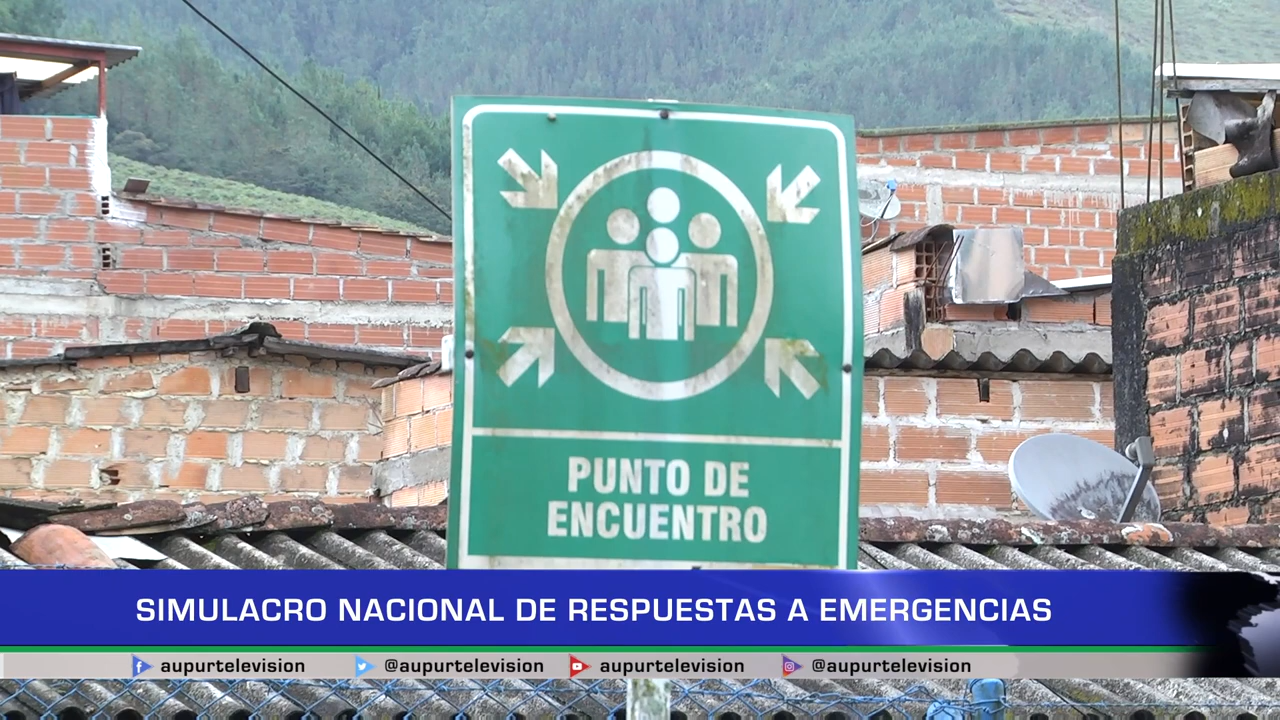 PUNTO DE
ENCUENTRO
SIMULACRO NACIONAL DE RESPUESTAS A EMERGENCIAS
aupurtelevision @aupurtelevision aupurtelevision @aupurtelevision